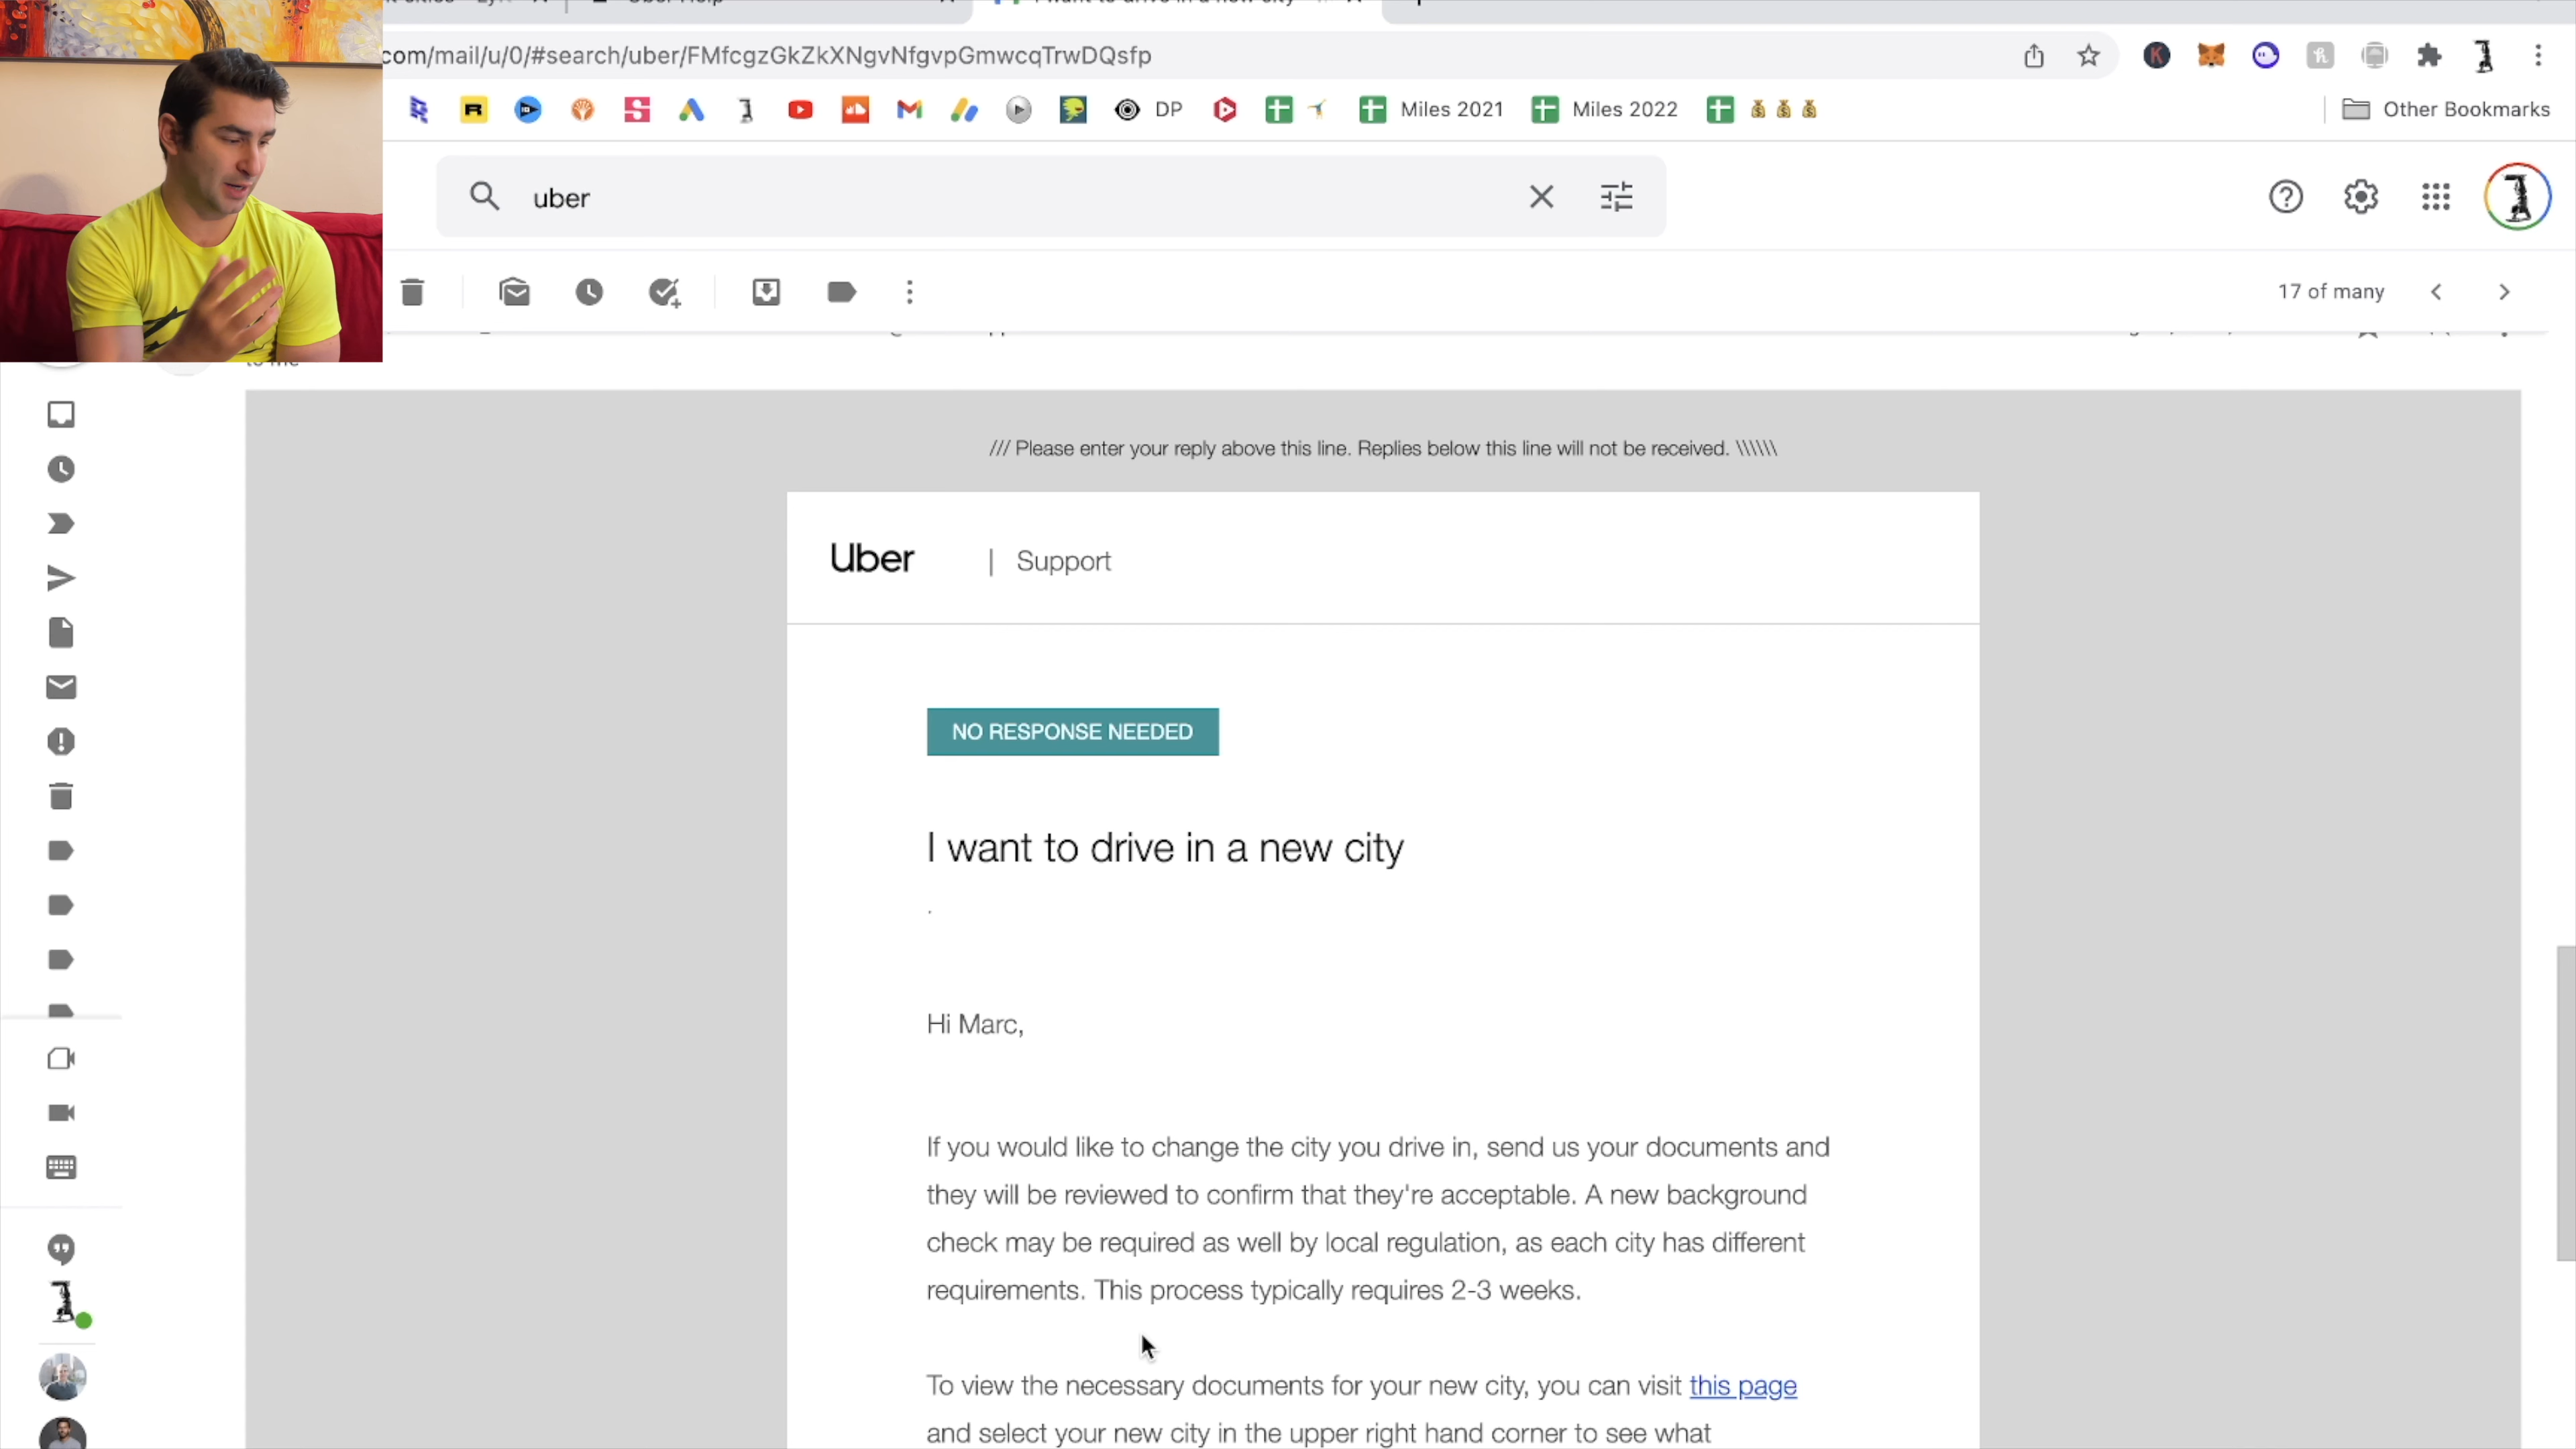 com/mail/u/0/#search/uber/FMfcgzGkZkXNgvNfgvpGmwcqTrwDQsfp
DP
Miles 2021
Miles 2022
Other Bookmarks
uber
17 of many
/// Please enter your reply above this line. Replies below this line will not be received. \\\\\\
Uber | Support
NO RESPONSE NEEDED
I want to drive in a new city
.
Hi Marc,
If you would like to change the city you drive in, send us your documents and
they will be reviewed to confirm that they're acceptable. A new background
check may be required as well by local regulation, as each city has different
requirements. This process typically requires 2-3 weeks.
To view the necessary documents for your new city, you can visit this page
and select your new city in the upper right hand corner to see what